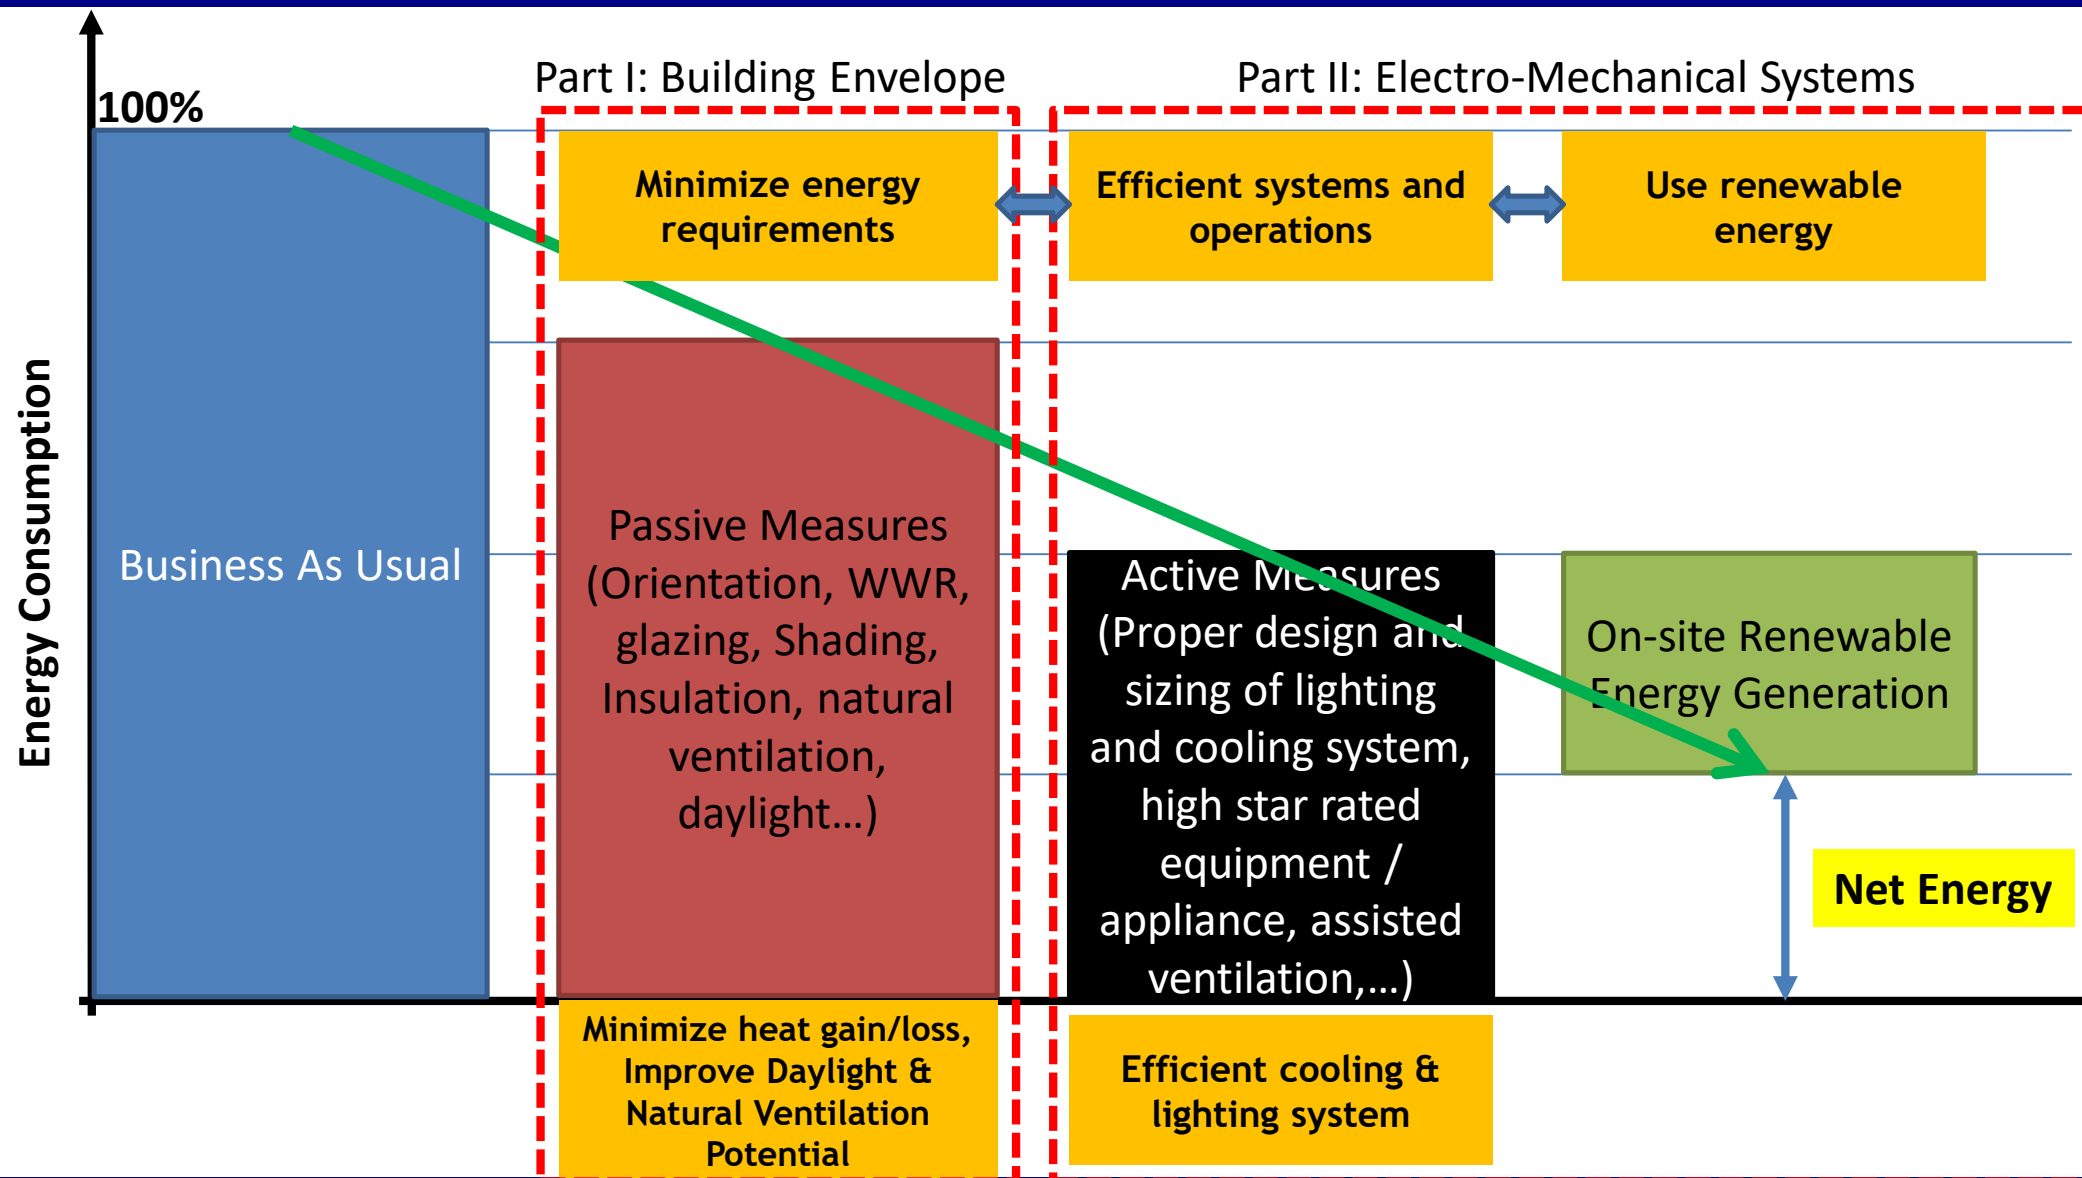 Part I: Building Envelope
Part II: Electro-Mechanical Systems
100%
Minimize energy
requirements
Efficient systems and
operations
Use renewable
energy
Energy Consumption
Business As Usual
Passive Measures
(Orientation, WWR,
glazing, Shading,
Insulation, natural
ventilation,
daylight…)
Active Measures
(Proper design and
sizing of lighting
and cooling system,
high star rated
equipment /
appliance, assisted
ventilation,…)
On-site Renewable
Energy Generation
Net Energy
Minimize heat gain/loss,
Improve Daylight &
Natural Ventilation
Potential
Efficient cooling &
lighting system